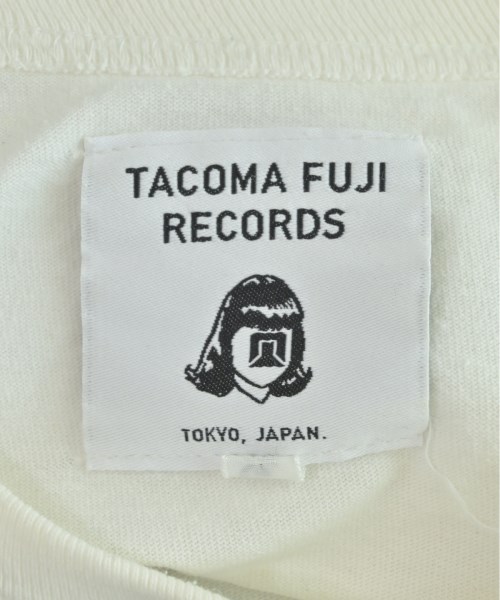 TACOMA FUJI
RECORDS
TOKYO, JAPAN.